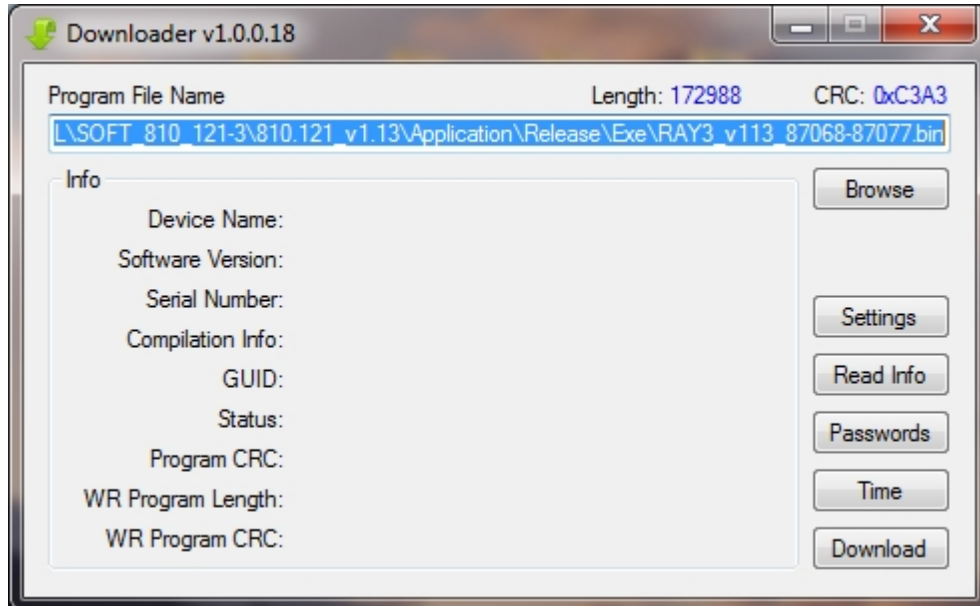 Downloader v1.0.0.18
Program File Name Length: 172988 CRC: 0xC3A3
L\SOFT_810_121-3\810.121_v1.13\Application\Release\Exe\RAY3_v113_87068-87077.bin
Info
Browse
Device Name:
Software Version:
Serial Number:
Settings
Compilation Info:
GUID:
Read Info
Status:
Passwords
Program CRC:
WR Program Length:
Time
WR Program CRC:
Download